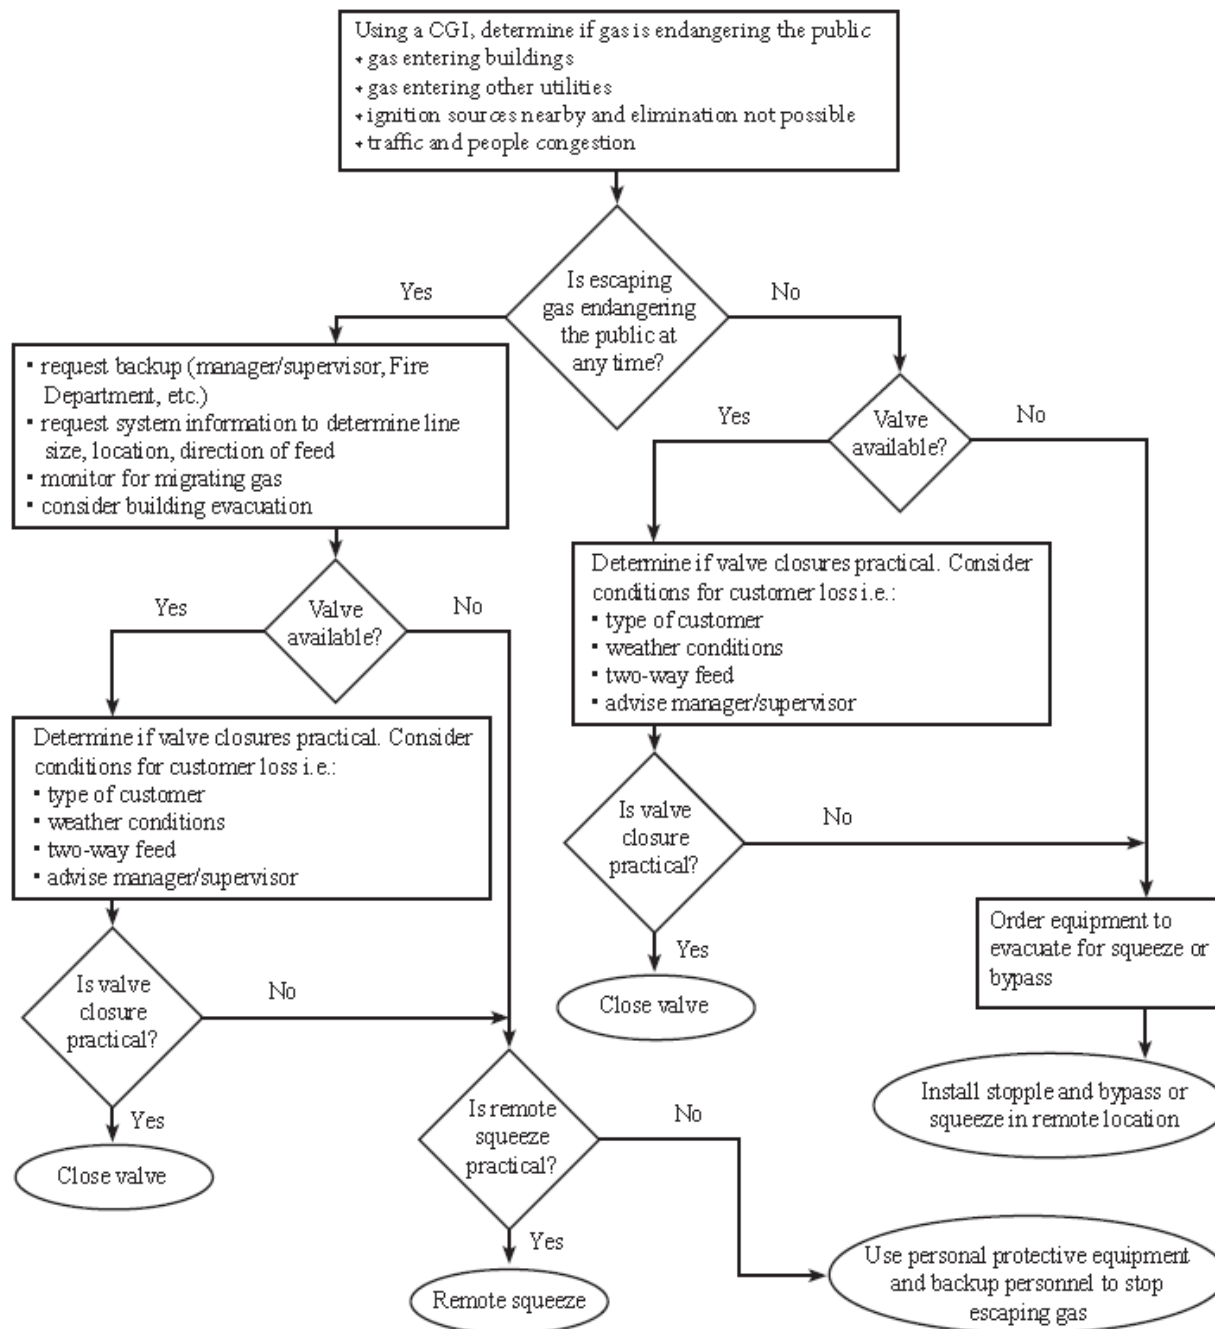 Using a CGI, determine if gas is endangering the public
• gas entering buildings
• gas entering other utilities
• ignition sources nearby and elimination not possible
• traffic and people congestion
Is escaping
gas endangering
the public at
any time?
Yes
No
▪ request backup (manager/supervisor, Fire
Department, etc.)
▪ request system information to determine line
size, location, direction of feed
▪ monitor for migrating gas
▪ consider building evacuation
Valve
available?
Yes
No
Determine if valve closures practical. Consider
conditions for customer loss i.e.:
▪ type of customer
▪ weather conditions
▪ two-way feed
▪ advise manager/supervisor
Is valve
closure
practical?
No
Yes
Close valve
Order equipment to
evacuate for squeeze or
bypass
Install stopple and bypass or
squeeze in remote location
Valve
available?
Yes
No
Determine if valve closures practical. Consider
conditions for customer loss i.e.:
▪ type of customer
▪ weather conditions
▪ two-way feed
▪ advise manager/supervisor
Is valve
closure
practical?
No
Yes
Close valve
Is remote
squeeze
practical?
No
Yes
Remote squeeze
Use personal protective equipment
and backup personnel to stop
escaping gas